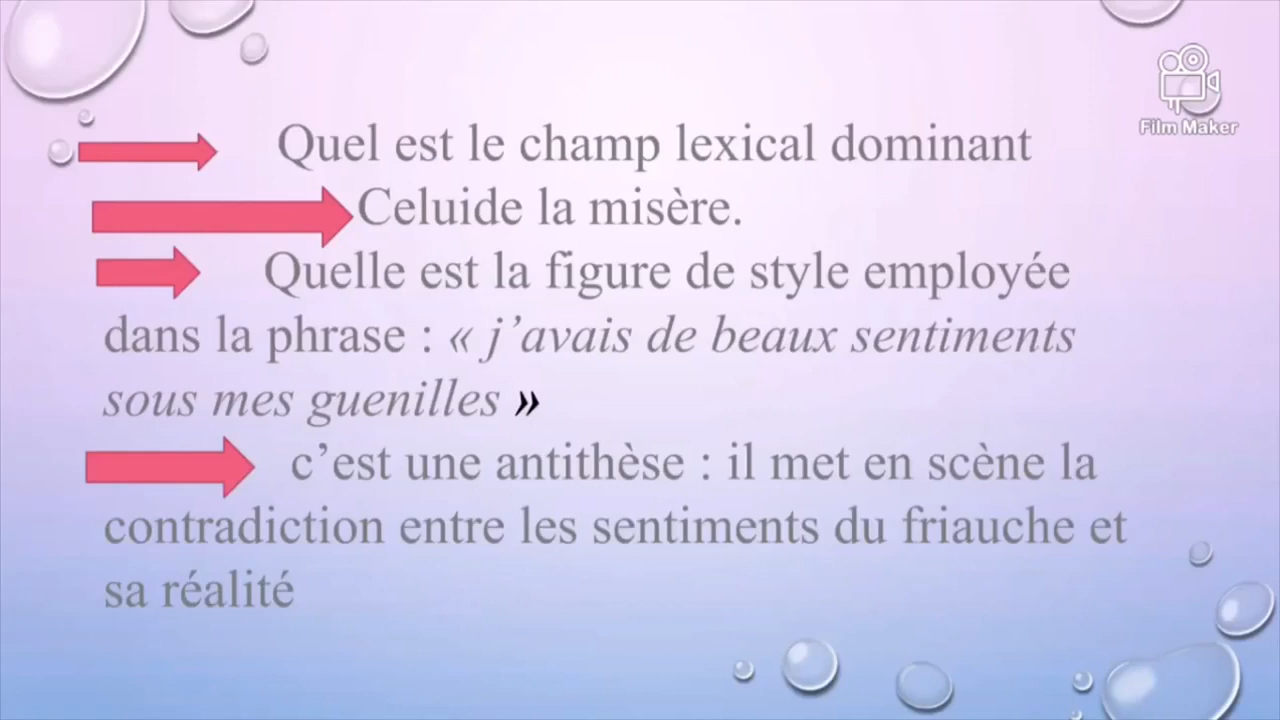 Film Maker
Quel est le champ lexical dominant
Celuide la misère.
Quelle est la figure de style employée
dans la phrase : « j’avais de beaux sentiments
sous mes guenilles »
c’est une antithèse : il met en scène la
contradiction entre les sentiments du friauche et
sa réalité